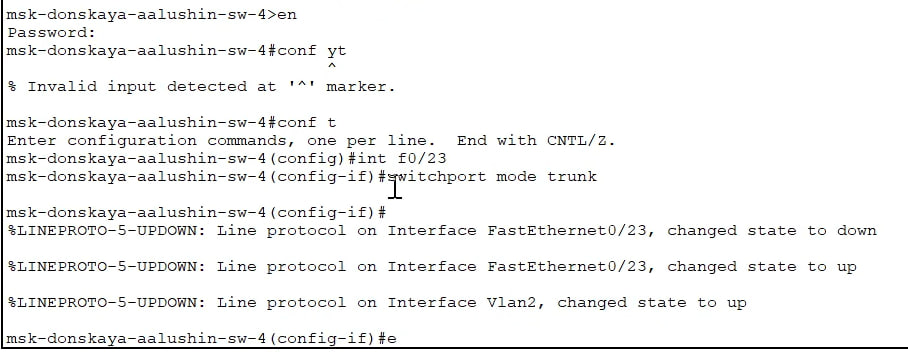 msk-donskaya-aalushin-sw-4>en
Password:
msk-donskaya-aalushin-sw-4#conf yt
^
% Invalid input detected at '^' marker.
msk-donskaya-aalushin-sw-4#conf t
Enter configuration commands, one per line.  End with CNTL/Z.
msk-donskaya-aalushin-sw-4(config)#int f0/23
msk-donskaya-aalushin-sw-4(config-if)#switchport mode trunk
msk-donskaya-aalushin-sw-4(config-if)#
%LINEPROTO-5-UPDOWN: Line protocol on Interface FastEthernet0/23, changed state to down
%LINEPROTO-5-UPDOWN: Line protocol on Interface FastEthernet0/23, changed state to up
%LINEPROTO-5-UPDOWN: Line protocol on Interface Vlan2, changed state to up
msk-donskaya-aalushin-sw-4(config-if)#e